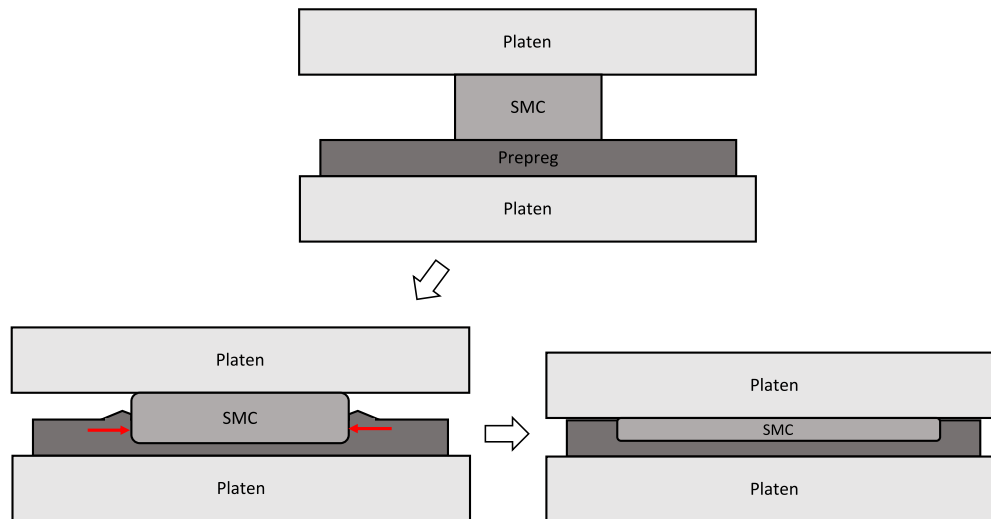 Platen
SMC
Prepreg
Platen
Platen
SMC
Platen
Platen
SMC
Platen